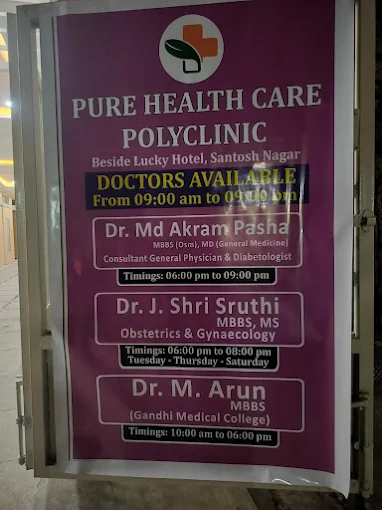 PURE HEALTH CARE
POLYCLINIC
Beside Lucky Hotel, Santosh Nagar
DOCTORS AVAILABLE
From 09:00 am to 09:00 pm
Dr. Md Akram Pasha
MBBS (Osm), MD (General Medicine)
Consultant General Physician & Diabetologist
Timings: 06:00 pm to 09:00 pm
Dr. J. Shri Sruthi
MBBS, MS
Obstetrics & Gynaecology
Timings: 06:00 pm to 08:00 pm
Tuesday - Thursday - Saturday
Dr. M. Arun
MBBS
(Gandhi Medical College)
Timings: 10:00 am to 06:00 pm